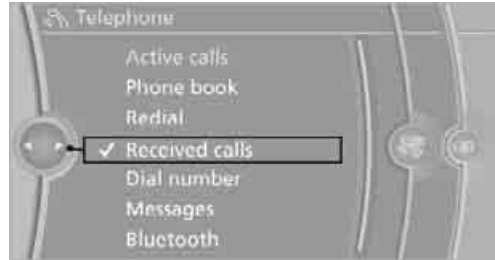 Telephone
Active calls
Phone book
Redial
✓ Received calls
Dial number
Messages
Bluetooth